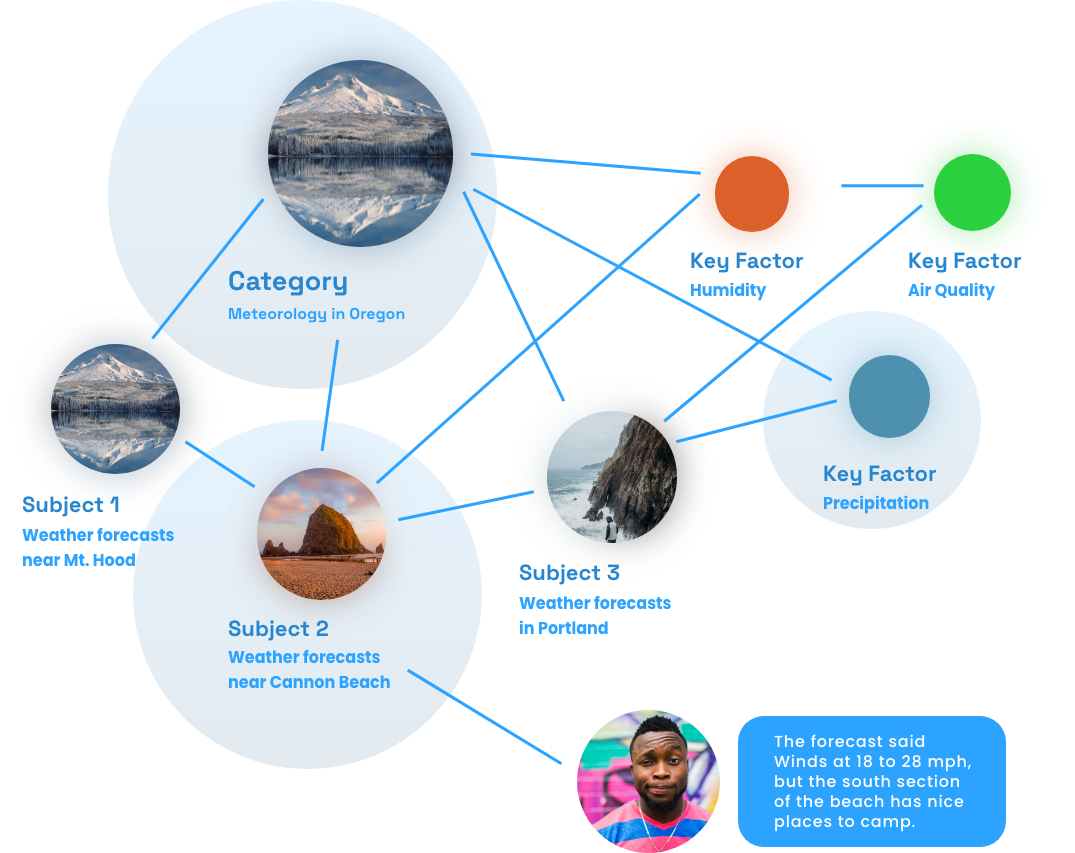 Category
Meteorology in Oregon
Key Factor
Humidity
Key Factor
Air Quality
Key Factor
Precipitation
Subject 1
Weather forecasts
near Mt. Hood
Subject 2
Weather forecasts
near Cannon Beach
Subject 3
Weather forecasts
in Portland
The forecast said
Winds at 18 to 28 mph,
but the south section
of the beach has nice
places to camp.